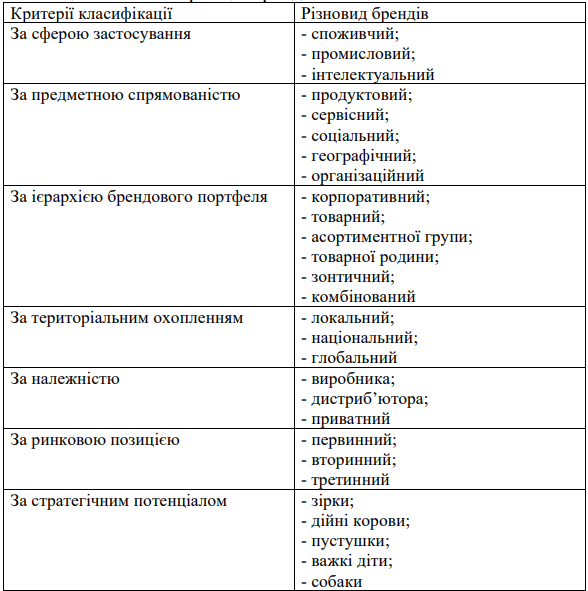 Критерії класифікації
Різновид брендів
За сферою застосування
- споживчий;
- промисловий;
- інтелектуальний
За предметною спрямованістю
- продуктовий;
- сервісний;
- соціальний;
- географічний;
- організаційний
За ієрархією брендового портфеля
- корпоративний;
- товарний;
- асортиментної групи;
- товарної родини;
- зонтичний;
- комбінований
За територіальним охопленням
- локальний;
- національний;
- глобальний
За належністю
- виробника;
- дистриб’ютора;
- приватний
За ринковою позицією
- первинний;
- вторинний;
- третинний
За стратегічним потенціалом
- зірки;
- дійні корови;
- пустушки;
- важкі діти;
- собаки